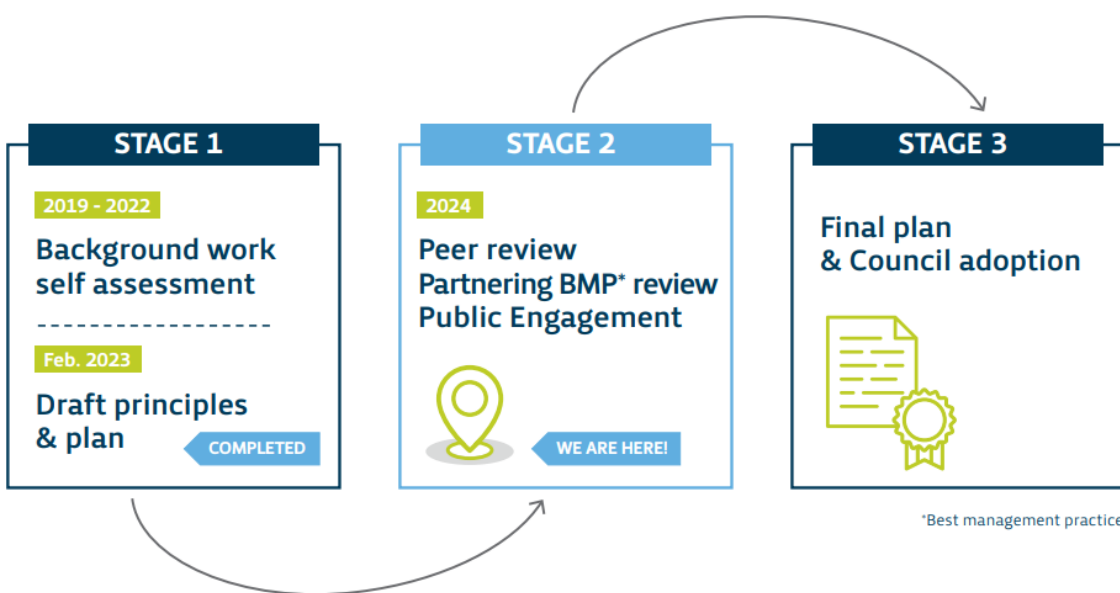 STAGE 1
2019 - 2022
Background work
self assessment
Feb. 2023
Draft principles
& plan
COMPLETED
STAGE 2
2024
Peer review
Partnering BMP* review
Public Engagement
WE ARE HERE!
STAGE 3
Final plan
& Council adoption
*Best management practice